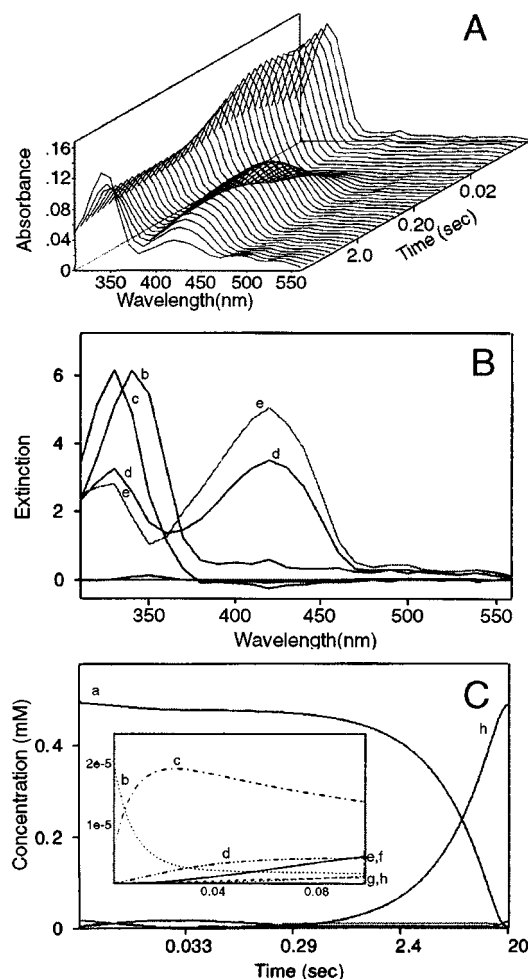 A
Absorbance
.16
.12
.08
.04
0
350
400
450
500
550
Wavelength(nm)
2.0
0.20
0.02
Time (sec)
B
Extinction
6
4
2
0
b
c
d
e
e
d
350
400
450
500
550
Wavelength(nm)
C
Concentration (mM)
0.4
0.2
0
a
h
2e-5
1e-5
b
c
d
e,f
g,h
0.04
0.08
0.033
0.29
2.4
20
Time (sec)